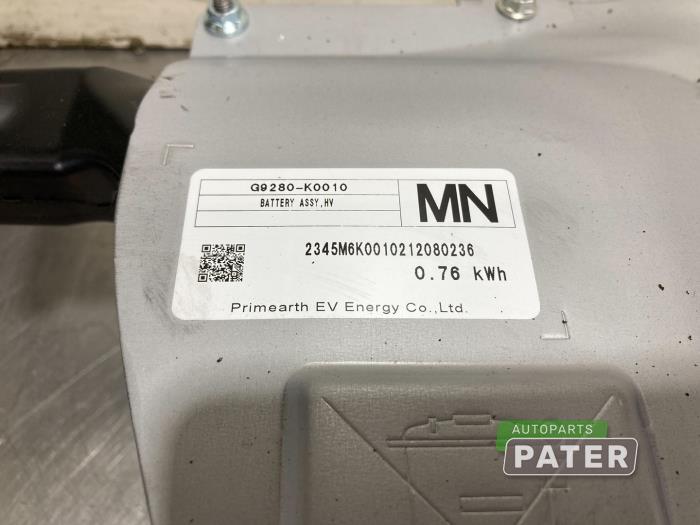 G9280-K0010
BATTERY ASSY,HV
MN
2345M6K0010212080236
0.76 kWh
Primearth EV Energy Co.,Ltd.
AUTOPARTS
PATER